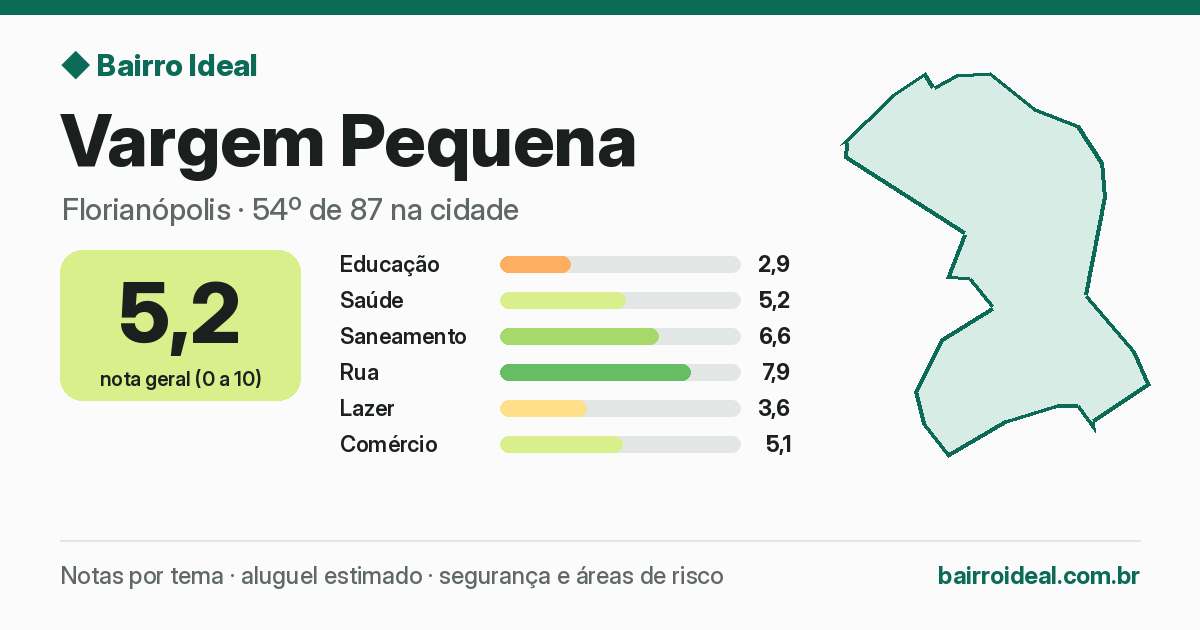 Bairro Ideal
Vargem Pequena
Florianópolis · 54º de 87 na cidade
5,2
nota geral (0 a 10)
Educação 2,9
Saúde 5,2
Saneamento 6,6
Rua 7,9
Lazer 3,6
Comércio 5,1
Notas por tema · aluguel estimado · segurança e áreas de risco
bairroideal.com.br